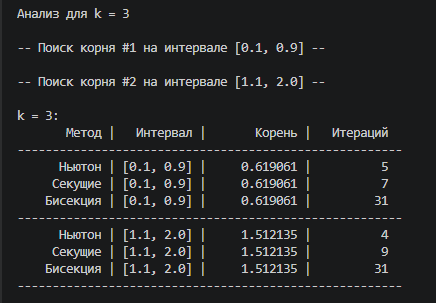 Анализ для k = 3
-- Поиск корня #1 на интервале [0.1, 0.9] --
-- Поиск корня #2 на интервале [1.1, 2.0] --
k = 3:
Метод | Интервал | Корень | Итераций
------------------------------------------------------
Ньютон | [0.1, 0.9] | 0.619061 | 5
Секущие | [0.1, 0.9] | 0.619061 | 7
Бисекция | [0.1, 0.9] | 0.619061 | 31
------------------------------------------------------
Ньютон | [1.1, 2.0] | 1.512135 | 4
Секущие | [1.1, 2.0] | 1.512135 | 9
Бисекция | [1.1, 2.0] | 1.512135 | 31
------------------------------------------------------